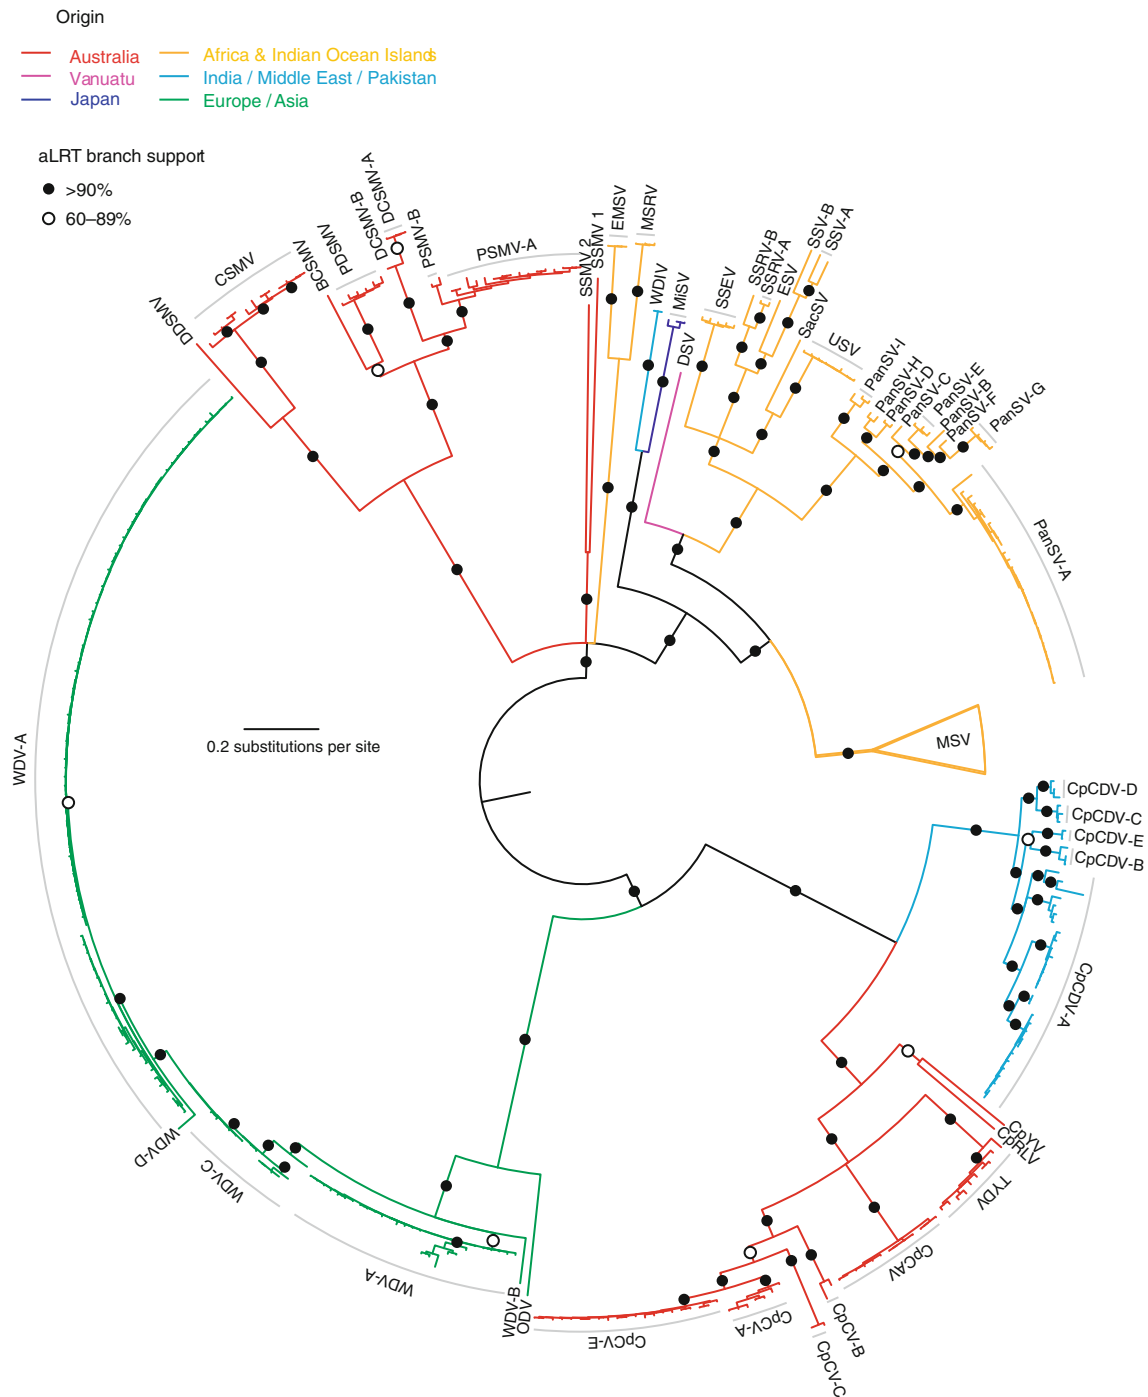 Origin
Australia
Africa & Indian Ocean Islands
Vanuatu
India / Middle East / Pakistan
Japan
Europe / Asia
aLRT branch support
>90%
60–89%
DDSMV
CSMV
BCSMV
PDSMV
DCSMV-B
DCSMV-A
PSMV-B
PSMV-A
SSMV 2
SSMV 1
EMSV
MSRV
WDIV
MiSV
DSV
SSEV
SSRV-B
SSRV-A
ESV
SSV-B
SSV-A
SacSV
USV
PanSV-I
PanSV-H
PanSV-D
PanSV-C
PanSV-E
PanSV-B
PanSV-F
PanSV-G
PanSV-A
MSV
CpCDV-D
CpCDV-C
CpCDV-E
CpCDV-B
CpCDV-A
CpYV
CpRLV
TYDV
CpCAV
CpCV-B
CpCV-C
CpCV-A
CpCV-E
ODV
WDV-B
WDV-A
WDV-C
WDV-D
WDV-A
0.2 substitutions per site